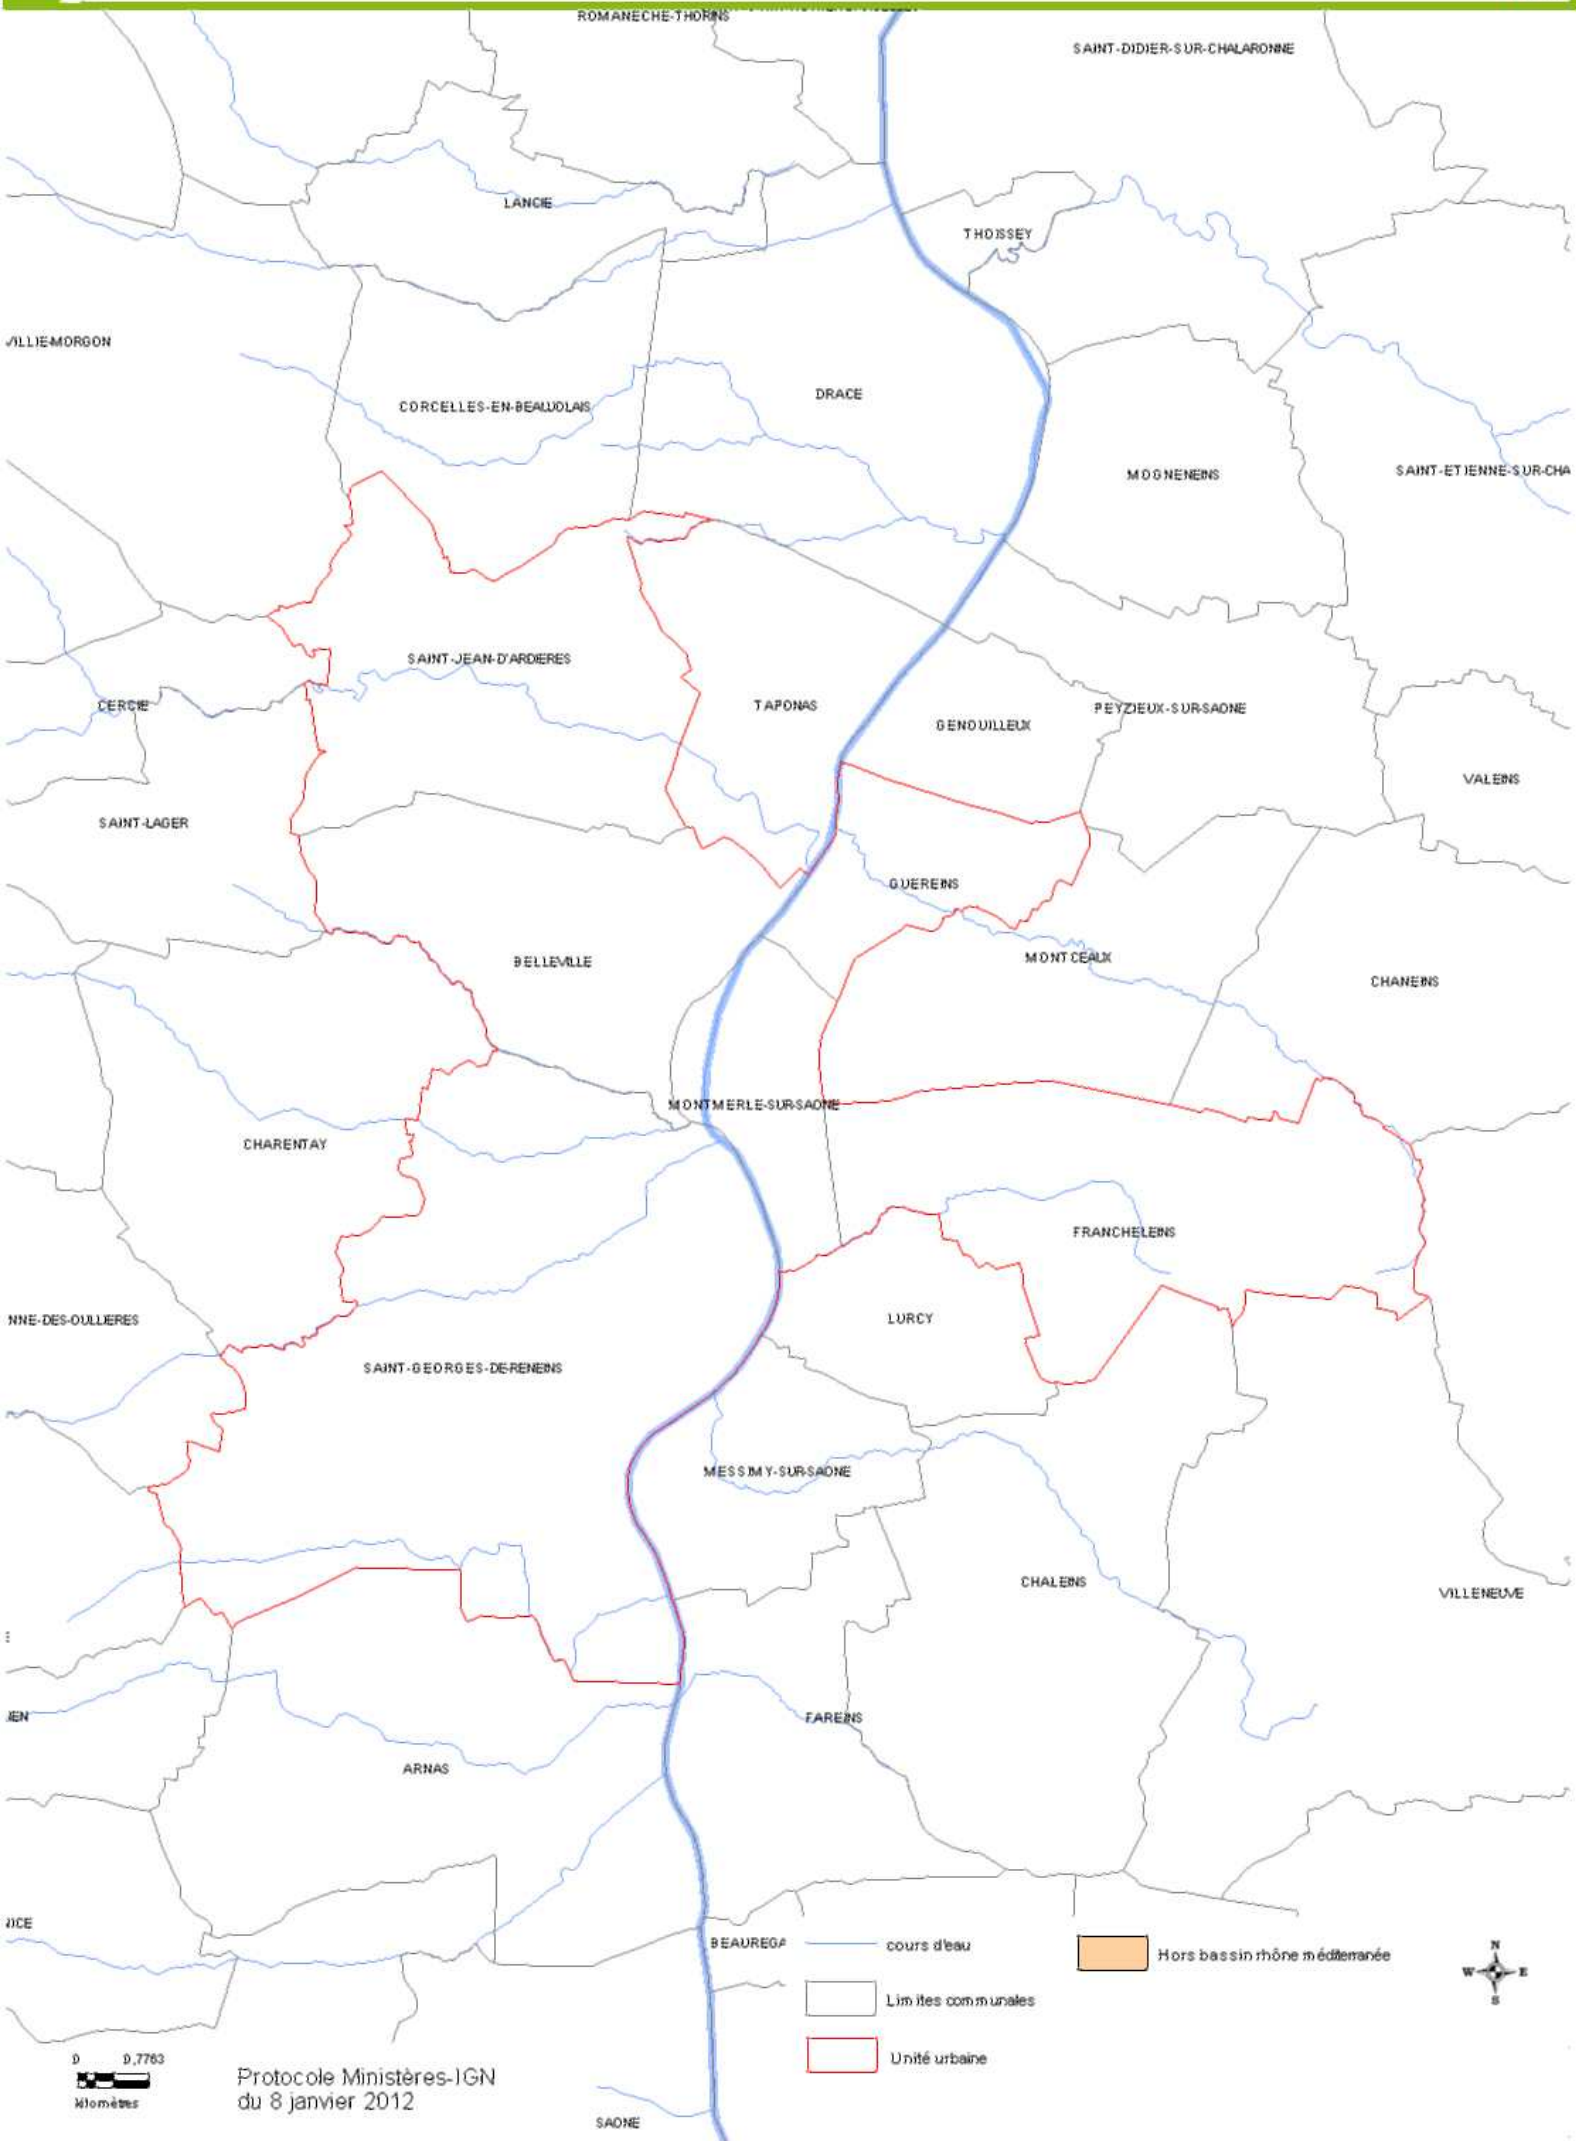 ROMANECHE-THORINS
SAINT-DIDIER-SUR-CHALARONNE
LANCIE
THOISSEY
VILLIE-MORGON
DRACE
CORCELLES-EN-BEAUJOLAIS
MOGNENEINS
SAINT-ETIENNE-SUR-CHA
SAINT-JEAN-D'ARDIERES
CERCIE
TAPONAS
PEYZIEUX-SUR-SAONE
GENOUILLEUX
VALEINS
SAINT-LAGER
GUEREINS
BELLEVILLE
MONTCEAUX
CHANEINS
MONTMERLE-SUR-SAONE
CHARENTAY
FRANCHELEINS
NNE-DES-OULLIERES
LURCY
SAINT-GEORGES-DE-RENEINS
MESSIMY-SUR-SAONE
CHALEINS
VILLENEUVE
IEN
FAREINS
ARNAS
BEAUREGA
cours d'eau
Hors bassin rhône méditerranée
Limites communales
Unité urbaine
N
W E
S
0 0,7763
kilomètres
Protocole Ministères-IGN
du 8 janvier 2012
SAONE